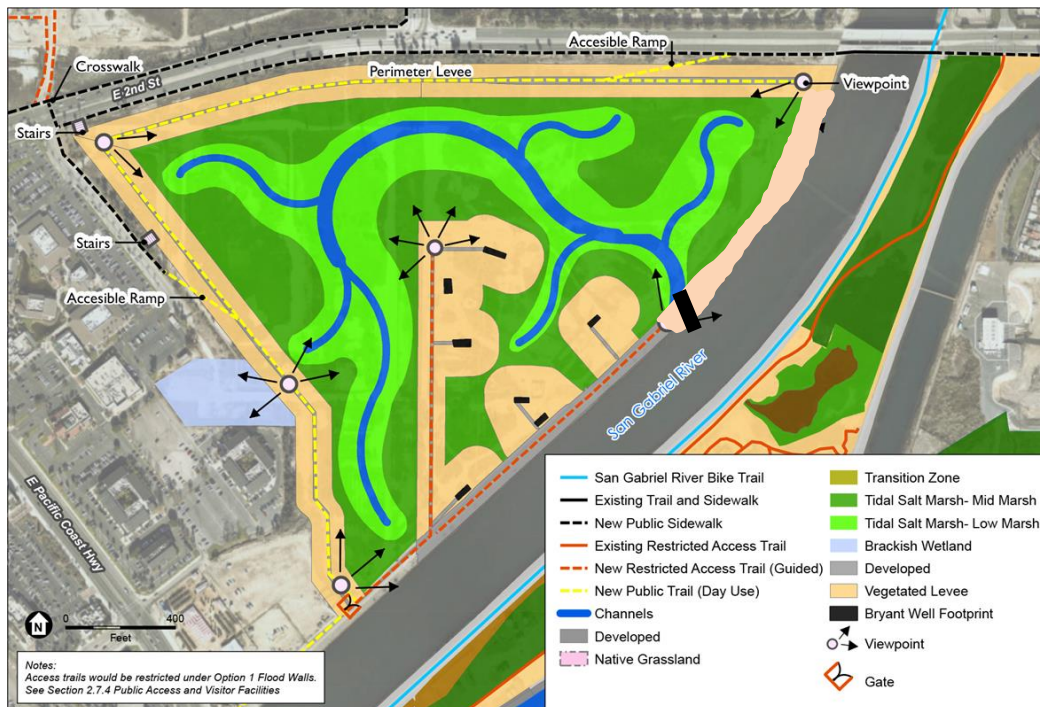 Accesible Ramp
Crosswalk
Perimeter Levee
E 2nd St
Viewpoint
Stairs
Stairs
Accesible Ramp
San Gabriel River
E Pacific Coast Hwy
San Gabriel River Bike Trail
Existing Trail and Sidewalk
New Public Sidewalk
Existing Restricted Access Trail
New Restricted Access Trail (Guided)
New Public Trail (Day Use)
Channels
Developed
Native Grassland
Transition Zone
Tidal Salt Marsh- Mid Marsh
Tidal Salt Marsh- Low Marsh
Brackish Wetland
Developed
Vegetated Levee
Bryant Well Footprint
Viewpoint
Gate
N
0 400
Feet
Notes:
Access trails would be restricted under Option 1 Flood Walls.
See Section 2.7.4 Public Access and Visitor Facilities